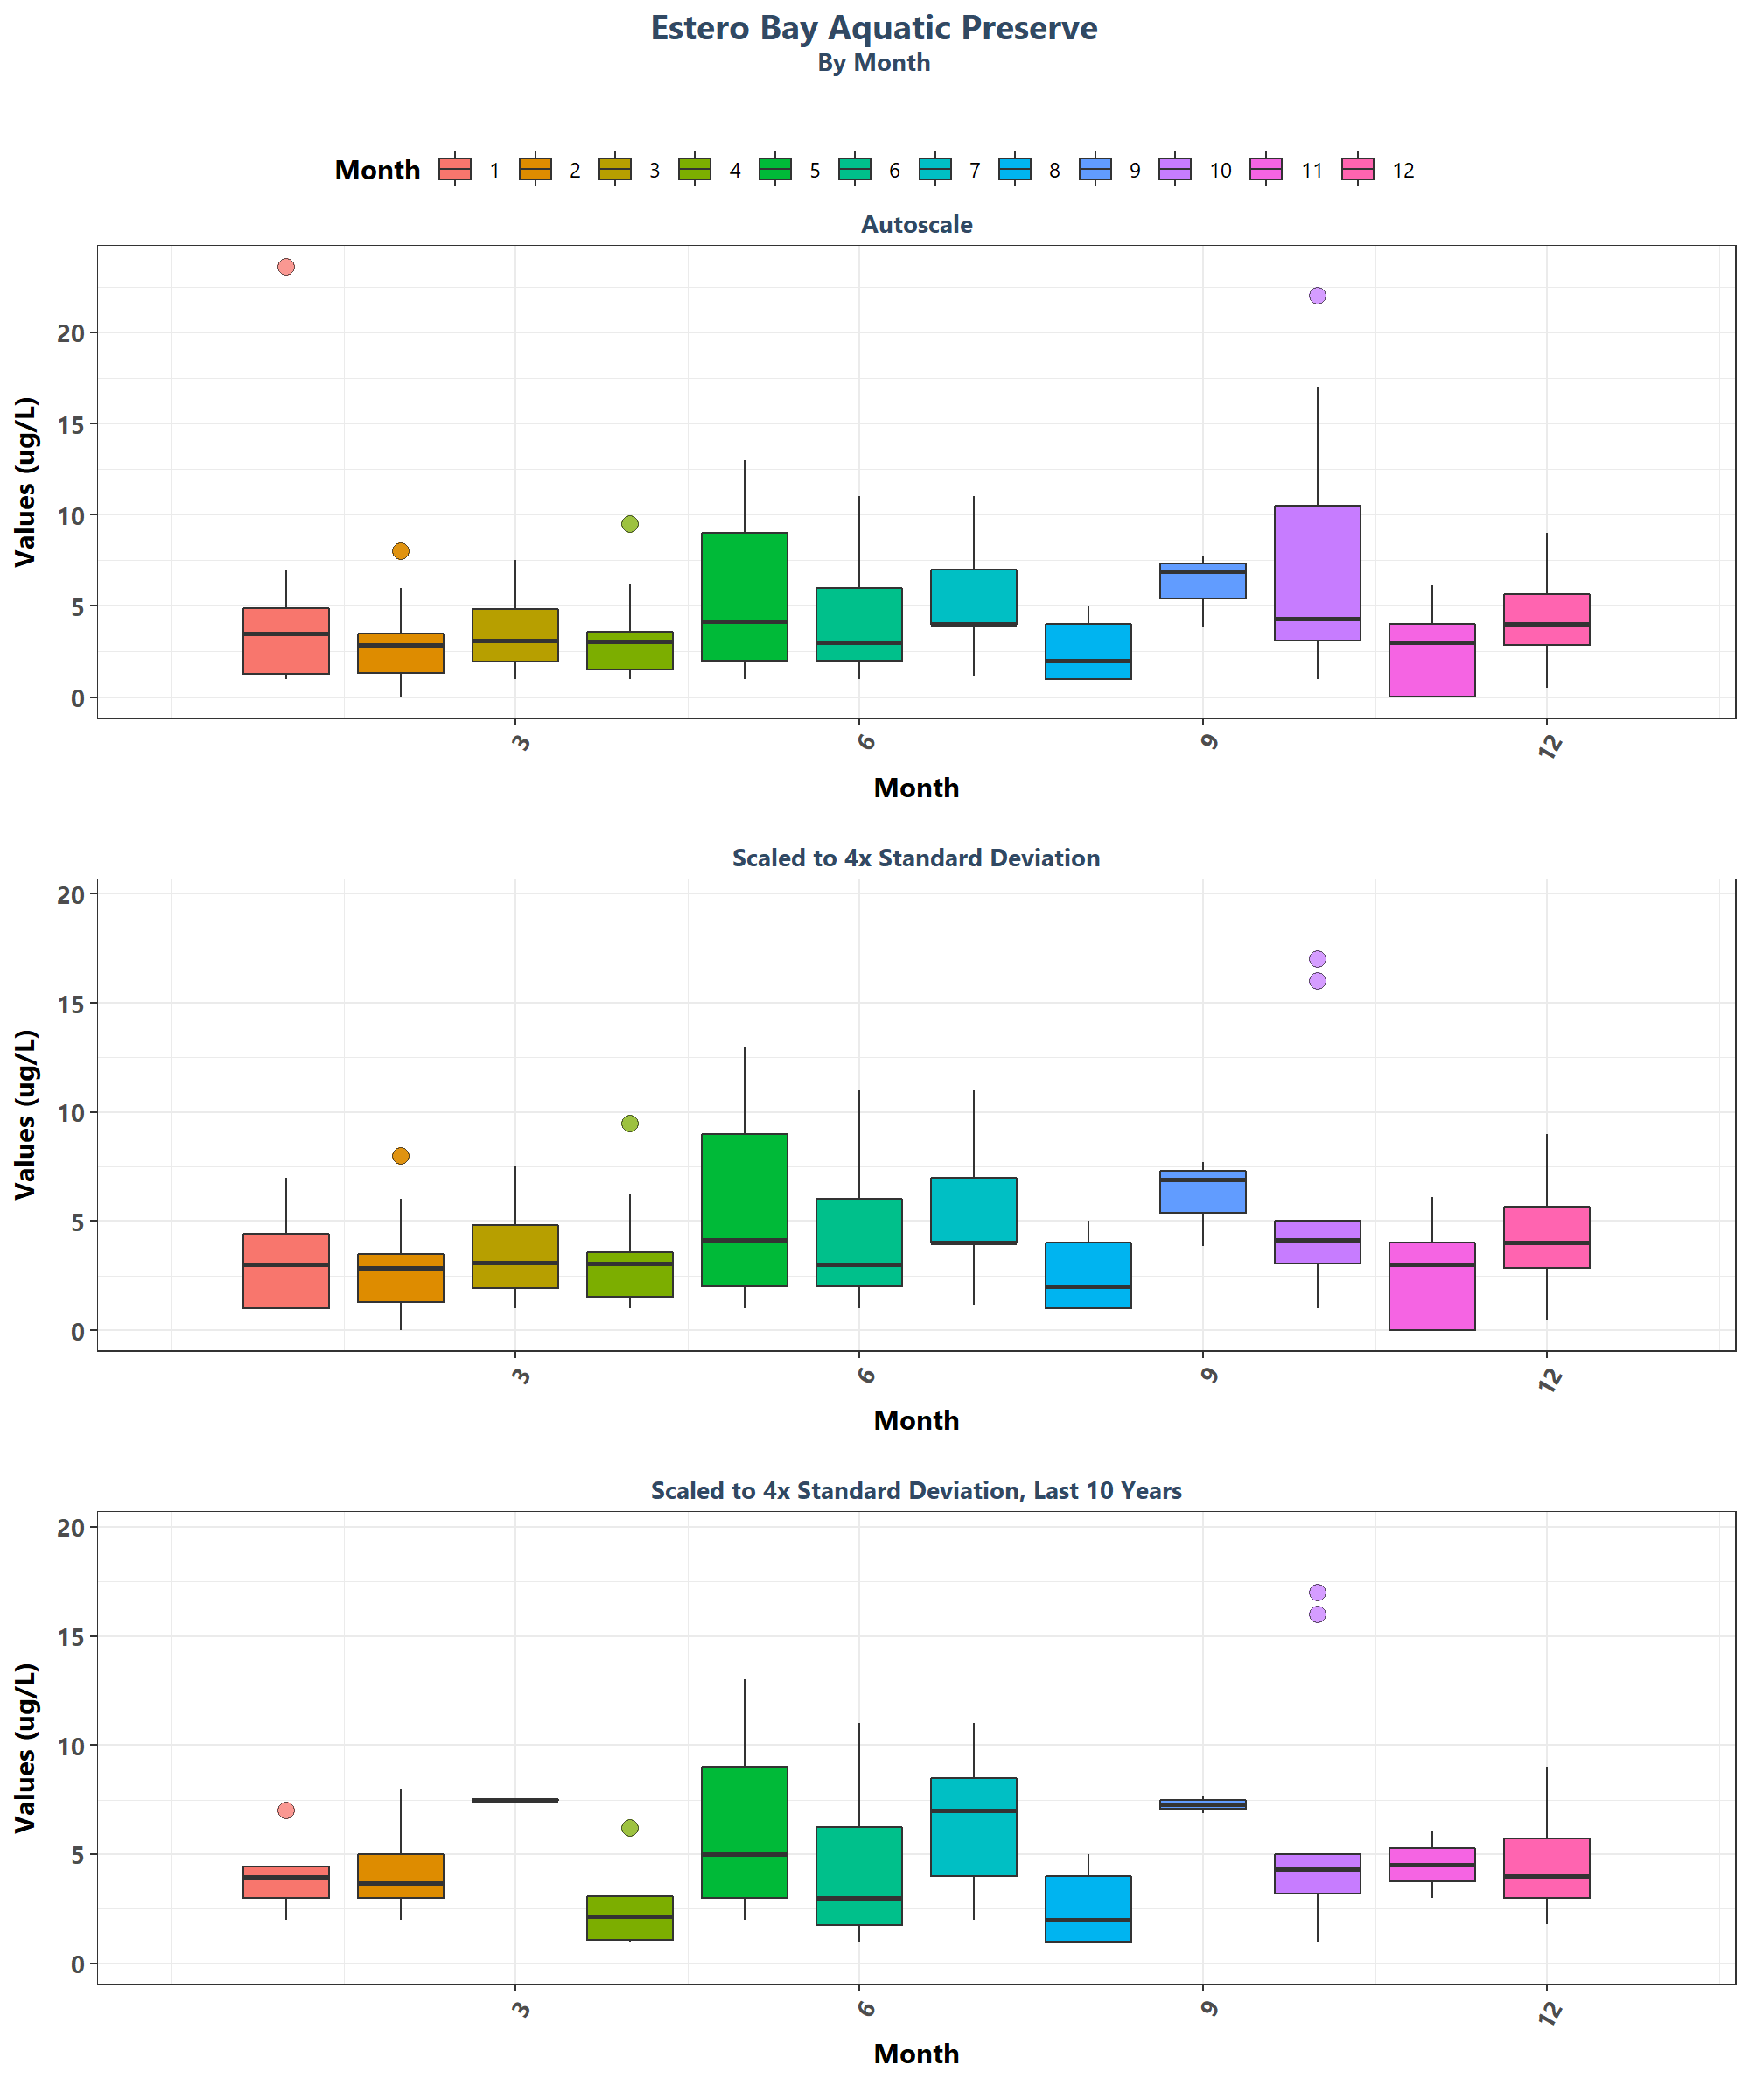 Estero Bay Aquatic Preserve
By Month
Month 1 2 3 4 5 6 7 8 9 10 11 12
Autoscale
Values (ug/L)
20
15
10
5
0
3 6 9 12
Month
Scaled to 4x Standard Deviation
Values (ug/L)
20
15
10
5
0
3 6 9 12
Month
Scaled to 4x Standard Deviation, Last 10 Years
Values (ug/L)
20
15
10
5
0
3 6 9 12
Month